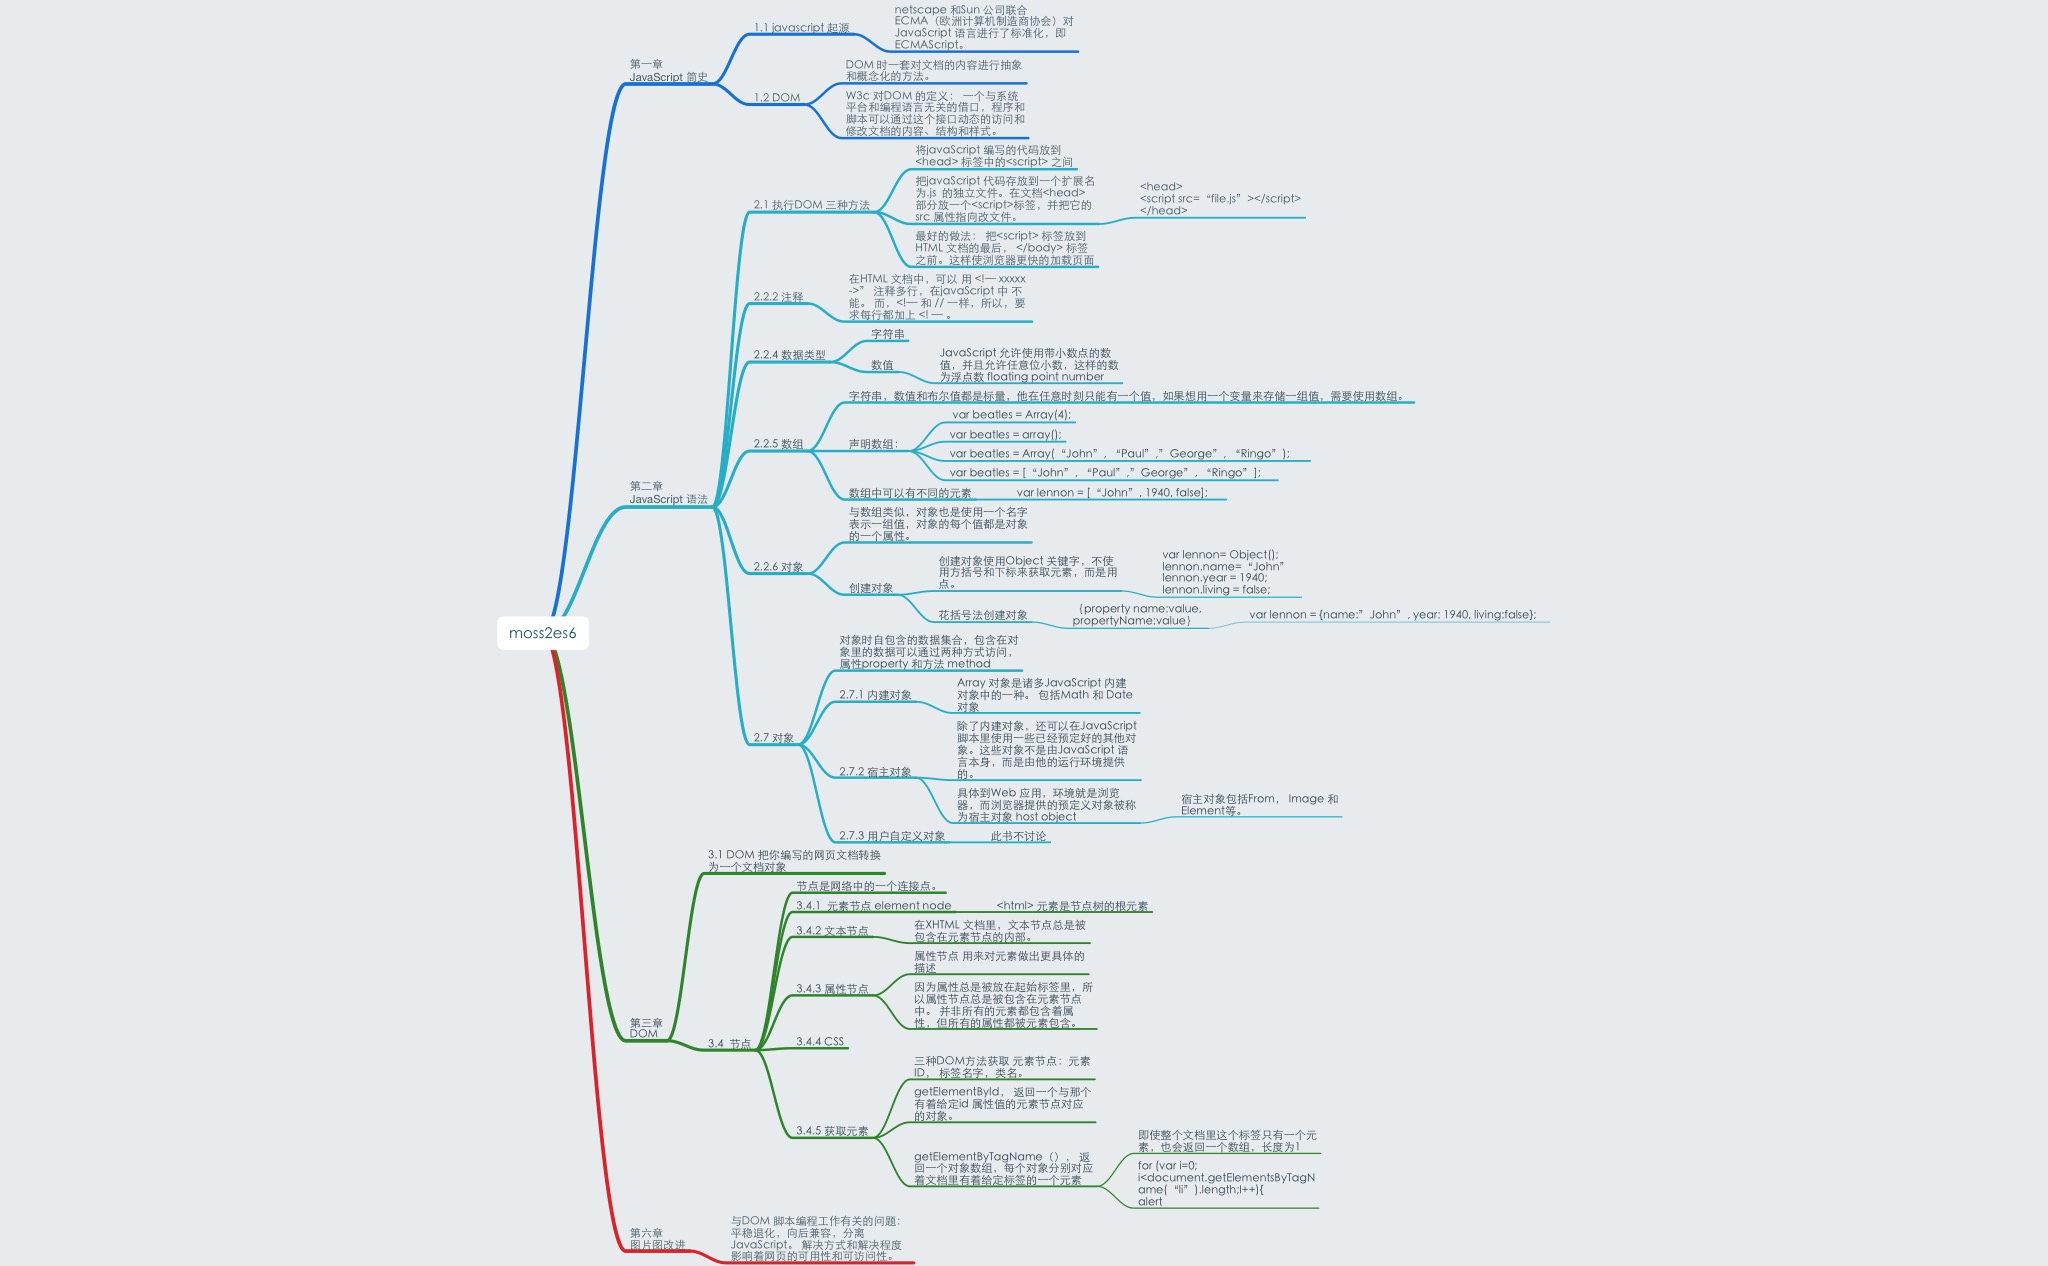 moss2es6
第一章
JavaScript 简史
1.1 javascript 起源
netscape 和Sun 公司联合
ECMA（欧洲计算机制造商协会）对
JavaScript 语言进行了标准化，即
ECMAScript。
1.2 DOM
DOM 时一套对文档的内容进行抽象
和概念化的方法。
W3c 对DOM 的定义： 一个与系统
平台和编程语言无关的借口，程序和
脚本可以通过这个接口动态的访问和
修改文档的内容、结构和样式。
第二章
JavaScript 语法
2.1 执行DOM 三种方法
将javaScript 编写的代码放到
<head> 标签中的<script> 之间
把javaScript 代码存放到一个扩展名
为.js 的独立文件。在文档<head>
部分放一个<script>标签，并把它的
src 属性指向改文件。
<head>
<script src= “file.js” ></script>
</head>
最好的做法： 把<script> 标签放到
HTML 文档的最后， </body> 标签
之前。这样使浏览器更快的加载页面
2.2.2 注释
在HTML 文档中，可以 用 <!— xxxxx
->” 注释多行，在javaScript 中 不
能。 而，<!— 和 // 一样，所以，要
求每行都加上 <! — 。
2.2.4 数据类型
字符串
数值
JavaScript 允许使用带小数点的数
值，并且允许任意位小数，这样的数
为浮点数 floating point number
2.2.5 数组
字符串，数值和布尔值都是标量，他在任意时刻只能有一个值，如果想用一个变量来存储一组值，需要使用数组。
声明数组：
var beatles = Array(4);
var beatles = array();
var beatles = Array( “John” , “Paul” ,” George” , “Ringo” );
var beatles = [ “John” , “Paul” ,” George” , “Ringo” ];
数组中可以有不同的元素
var lennon = [ “John” , 1940, false];
2.2.6 对象
与数组类似，对象也是使用一个名字
表示一组值，对象的每个值都是对象
的一个属性。
创建对象
创建对象使用Object 关键字，不使
用方括号和下标来获取元素，而是用
点。
var lennon= Object();
lennon.name= “John”
lennon.year = 1940;
lennon.living = false;
花括号法创建对象
{property name:value,
propertyName:value}
var lennon = {name:” John” , year: 1940, living:false};
2.7 对象
对象时自包含的数据集合，包含在对
象里的数据可以通过两种方式访问，
属性property 和方法 method
2.7.1 内建对象
Array 对象是诸多JavaScript 内建
对象中的一种。 包括Math 和 Date
对象
2.7.2 宿主对象
除了内建对象，还可以在JavaScript
脚本里使用一些已经预定好的其他对
象。这些对象不是由JavaScript 语
言本身，而是由他的运行环境提供
的。
具体到Web 应用，环境就是浏览
器，而浏览器提供的预定义对象被称
为宿主对象 host object
宿主对象包括From， Image 和
Element等。
2.7.3 用户自定义对象
此书不讨论
第三章
DOM
3.1 DOM 把你编写的网页文档转换
为一个文档对象
3.4 节点
节点是网络中的一个连接点。
3.4.1 元素节点 element node
<html> 元素是节点树的根元素
3.4.2 文本节点
在XHTML 文档里，文本节点总是被
包含在元素节点的内部。
3.4.3 属性节点
属性节点 用来对元素做出更具体的
描述
因为属性总是被放在起始标签里，所
以属性节点总是被包含在元素节点
中。 并非所有的元素都包含着属
性，但所有的属性都被元素包含。
3.4.4 CSS
3.4.5 获取元素
三种DOM方法获取 元素节点：元素
ID， 标签名字，类名。
getElementById， 返回一个与那个
有着给定id 属性值的元素节点对应
的对象。
getElementByTagName（）， 返
回一个对象数组，每个对象分别对应
着文档里有着给定标签的一个元素
即使整个文档里这个标签只有一个元
素，也会返回一个数组，长度为1
for (var i=0;
i<document.getElementsByTagN
ame( “li” ).length;I++){
alert
第六章
图片图改进
与DOM 脚本编程工作有关的问题：
平稳退化，向后兼容，分离
JavaScript。 解决方式和解决程度
影响着网页的可用性和可访问性。